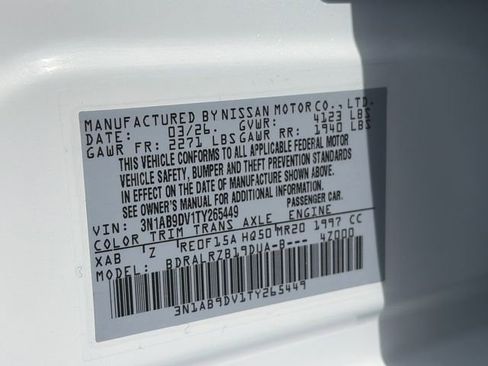 MANUFACTURED BY NISSAN MOTOR CO., LTD.
DATE: 03/26. GVWR: 4123 LBS
GAWR FR: 2271 LBS GAWR RR: 1940 LBS
THIS VEHICLE CONFORMS TO ALL APPLICABLE FEDERAL MOTOR
VEHICLE SAFETY, BUMPER AND THEFT PREVENTION STANDARDS
IN EFFECT ON THE DATE OF MANUFACTURE SHOWN ABOVE.
SEE OWNER'S MANUAL FOR ADDITIONAL INFORMATION.
VIN: 3N1AB9DV1TY265449 PASSENGER CAR.
COLOR TRIM TRANS AXLE ENGINE
XAB Z RE0F15A HQ50 MR20 1997 CC
MODEL: BDRALRZB19DUA-B--- 47000
3N1AB9DV1TY265449